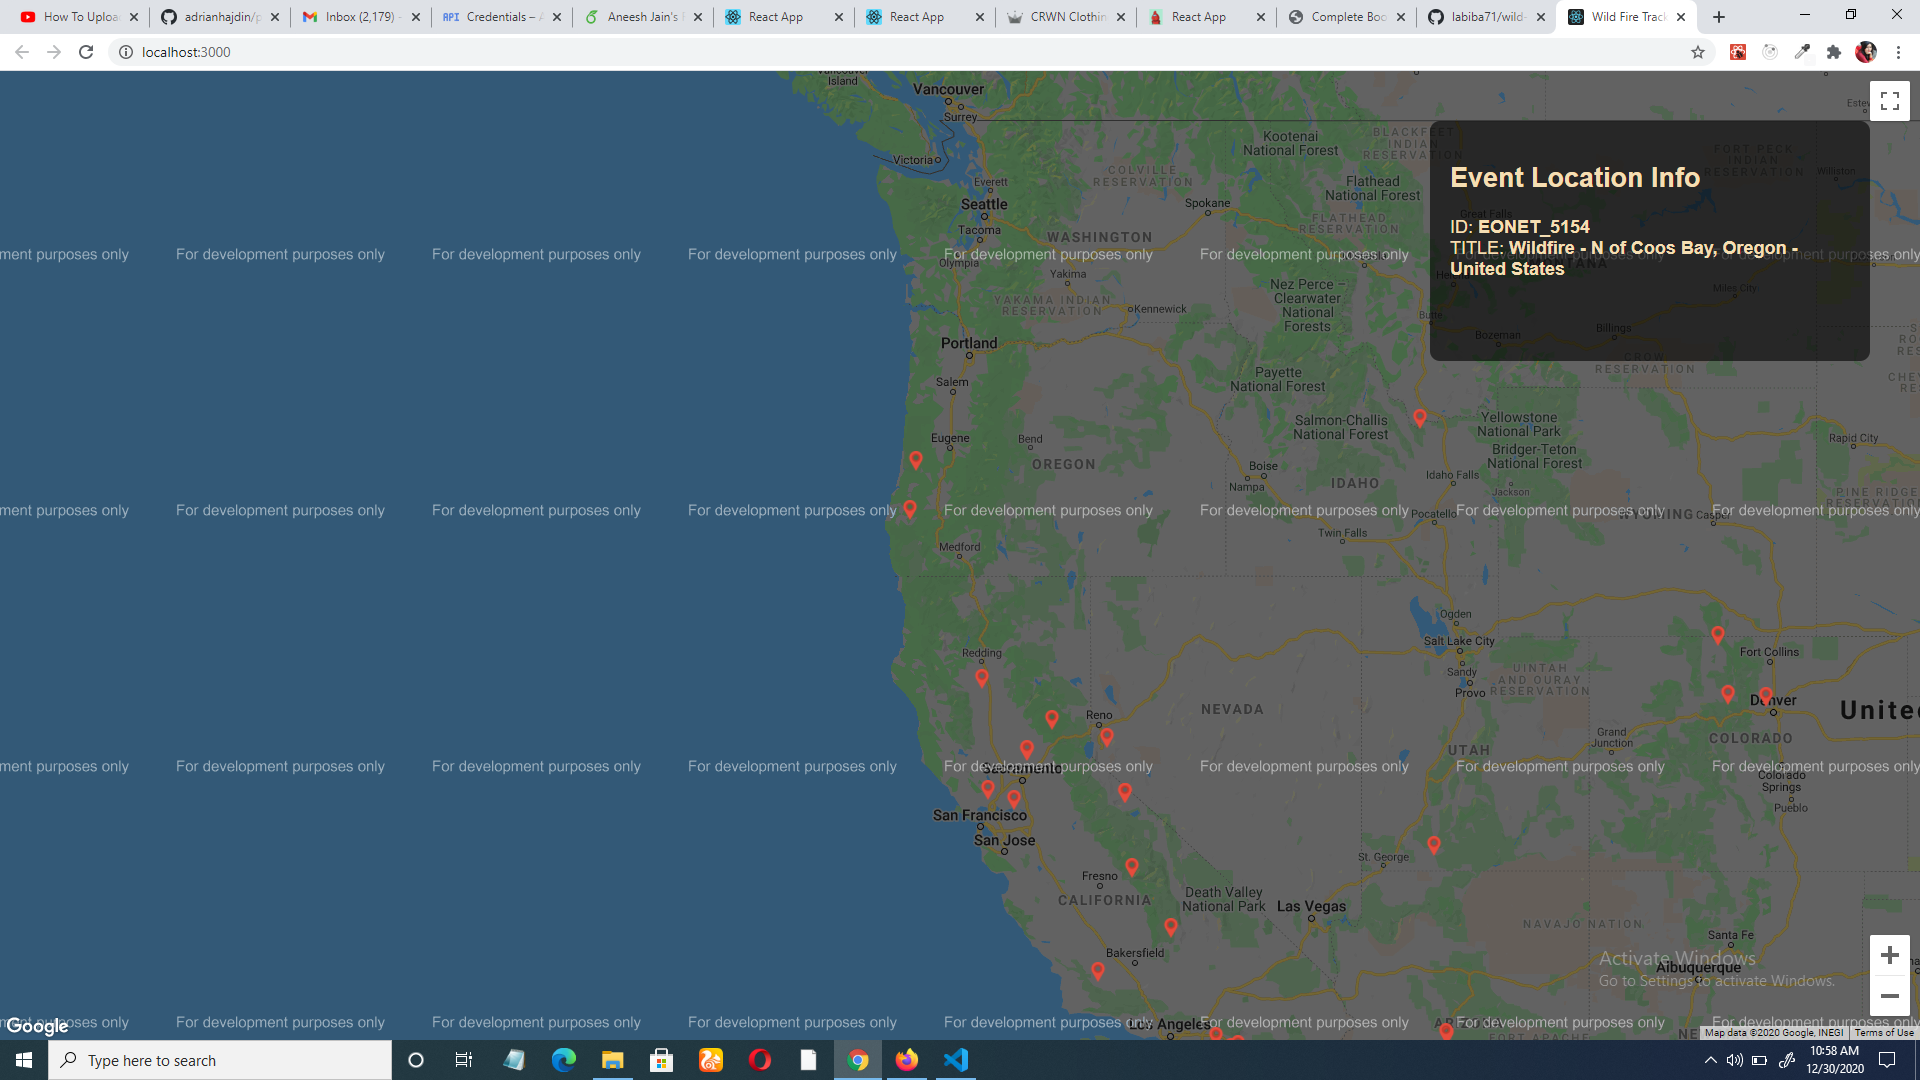 How To Uploa
adrianhajdin/p
Inbox (2,179) -
API Credentials – A
Aneesh Jain's
React App
React App
CRWN Clothin
React App
Complete Boo
labiba71/wild-
Wild Fire Track
localhost:3000
Vancouver
Island
Vancouver
Surrey
Victoria
Everett
Seattle
Tacoma
Olympia
WASHINGTON
Yakima
YAKAMA INDIAN
RESERVATION
Kennewick
Spokane
COLVILLE
RESERVATION
Kootenai
National Forest
BLACKFEET
INDIAN
RESERVATION
Flathead
National Forest
FLATHEAD
RESERVATION
FORT PECK
INDIAN
RESERVATION
Williston
Great Falls
Event Location Info
ID: EONET_5154
TITLE: Wildfire - N of Coos Bay, Oregon -
United States
ment purposes only
For development purposes only
For development purposes only
For development purposes only
For development purposes only
For development purposes only
For development purposes only
Miles City
Nez Perce –
Clearwater
National
Forests
Butte
Bozeman
Billings
CROW
RESERVATION
Portland
Salem
Payette
National Forest
Salmon-Challis
National Forest
Yellowstone
National Park
Bridger-Teton
National Forest
Rapid City
Eugene
Bend
OREGON
Boise
Nampa
IDAHO
Idaho Falls
Jackson
PINE RIDGE
RESERVATION
ment purposes only
For development purposes only
For development purposes only
For development purposes only
For development purposes only
For development purposes only
Pocatello
For development purposes only
WYOMING
Casper
For development purposes only
Twin Falls
Medford
Ogden
Salt Lake City
Sandy
Provo
UINTAH
AND OURAY
RESERVATION
Fort Collins
Denver
Unite
Redding
Reno
NEVADA
UTAH
Grand
Junction
COLORADO
ment purposes only
For development purposes only
For development purposes only
For development purposes only
For development purposes only
Sacramento
For development purposes only
For development purposes only
For development purposes only
Colorado
Springs
Pueblo
San Francisco
San Jose
St. George
Fresno
CALIFORNIA
Death Valley
National Park
Las Vegas
NAVAJO NATION
Santa Fe
Bakersfield
Albuquerque
Activate Windows
Go to Settings to activate Windows.
Google
ment purposes only
For development purposes only
For development purposes only
For development purposes only
For development purposes only
Los Angeles
For development purposes only
ARIZONA
For development purposes only
For development purposes only
FORT APACHE
Map data ©2020 Google, INEGI
Terms of Use
Type here to search
10:58 AM
12/30/2020